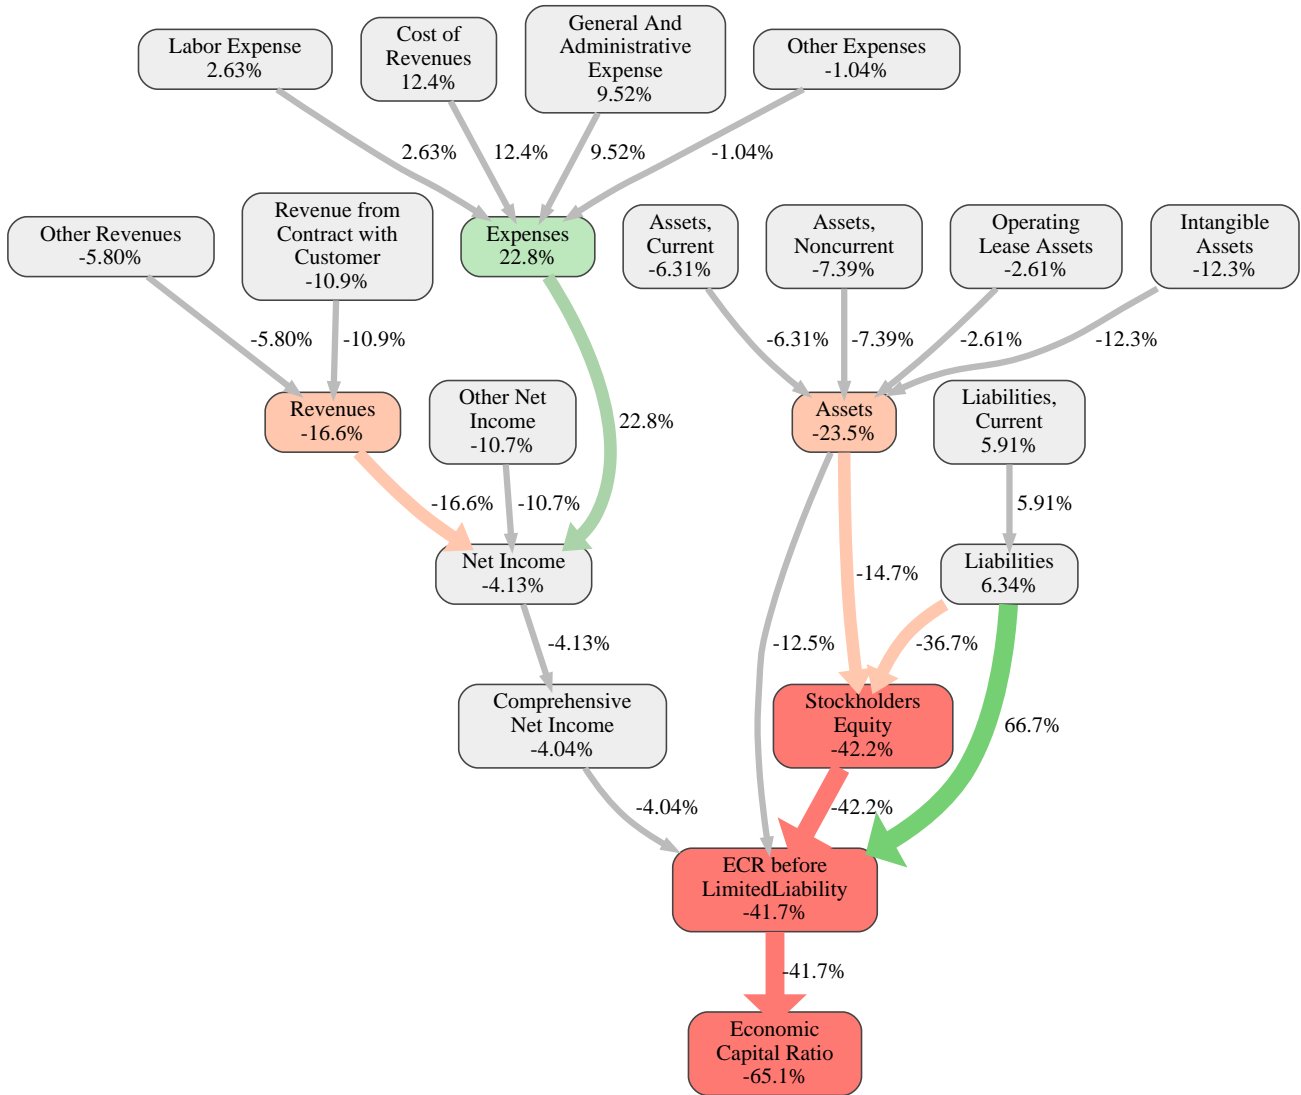 Labor Expense
2.63%
Cost of
Revenues
12.4%
General And
Administrative
Expense
9.52%
Other Expenses
-1.04%
2.63%
12.4%
9.52%
-1.04%
Other Revenues
-5.80%
Revenue from
Contract with
Customer
-10.9%
Expenses
22.8%
Assets,
Current
-6.31%
Assets,
Noncurrent
-7.39%
Operating
Lease Assets
-2.61%
Intangible
Assets
-12.3%
-5.80%
-10.9%
-6.31%
-7.39%
-2.61%
-12.3%
Revenues
-16.6%
Other Net
Income
-10.7%
22.8%
Assets
-23.5%
Liabilities,
Current
5.91%
-16.6%
-10.7%
5.91%
Net Income
-4.13%
-14.7%
Liabilities
6.34%
-4.13%
-12.5%
-36.7%
Comprehensive
Net Income
-4.04%
Stockholders
Equity
-42.2%
66.7%
-4.04%
-42.2%
ECR before
LimitedLiability
-41.7%
-41.7%
Economic
Capital Ratio
-65.1%